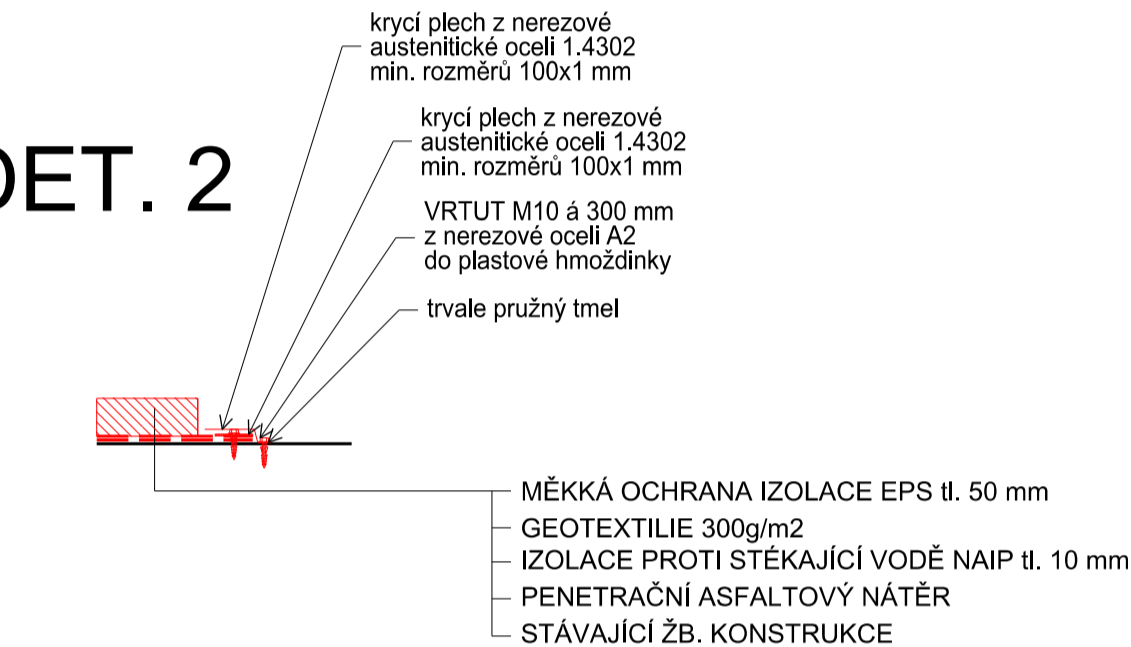 krycí plech z nerezové
austenitické oceli 1.4302
min. rozměrů 100x1 mm
krycí plech z nerezové
austenitické oceli 1.4302
min. rozměrů 100x1 mm
DET. 2
VRTUT M10 á 300 mm
z nerezové oceli A2
do plastové hmoždinky
trvale pružný tmel
MĚKKÁ OCHRANA IZOLACE EPS tl. 50 mm
GEOTEXTILIE 300g/m2
IZOLACE PROTI STÉKAJÍCÍ VODĚ NAIP tl. 10 mm
PENETRAČNÍ ASFALTOVÝ NÁTĚR
STÁVAJÍCÍ ŽB. KONSTRUKCE